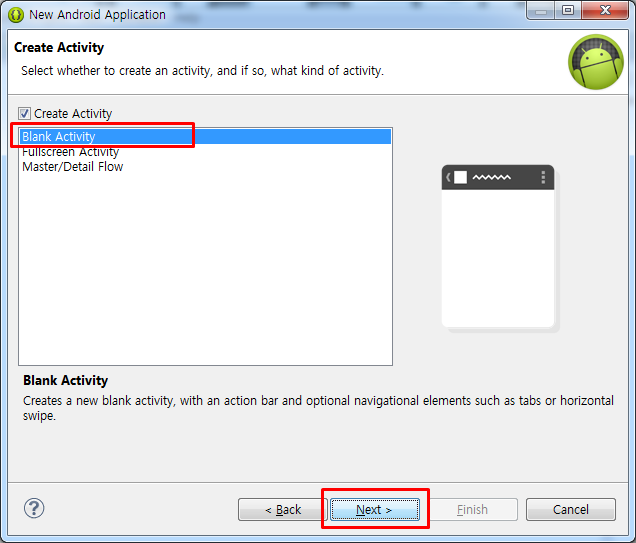 New Android Application
Create Activity
Select whether to create an activity, and if so, what kind of activity.
Create Activity
Blank Activity
Fullscreen Activity
Master/Detail Flow
Blank Activity
Creates a new blank activity, with an action bar and optional navigational elements such as tabs or horizontal
swipe.
?
< Back
Next >
Finish
Cancel